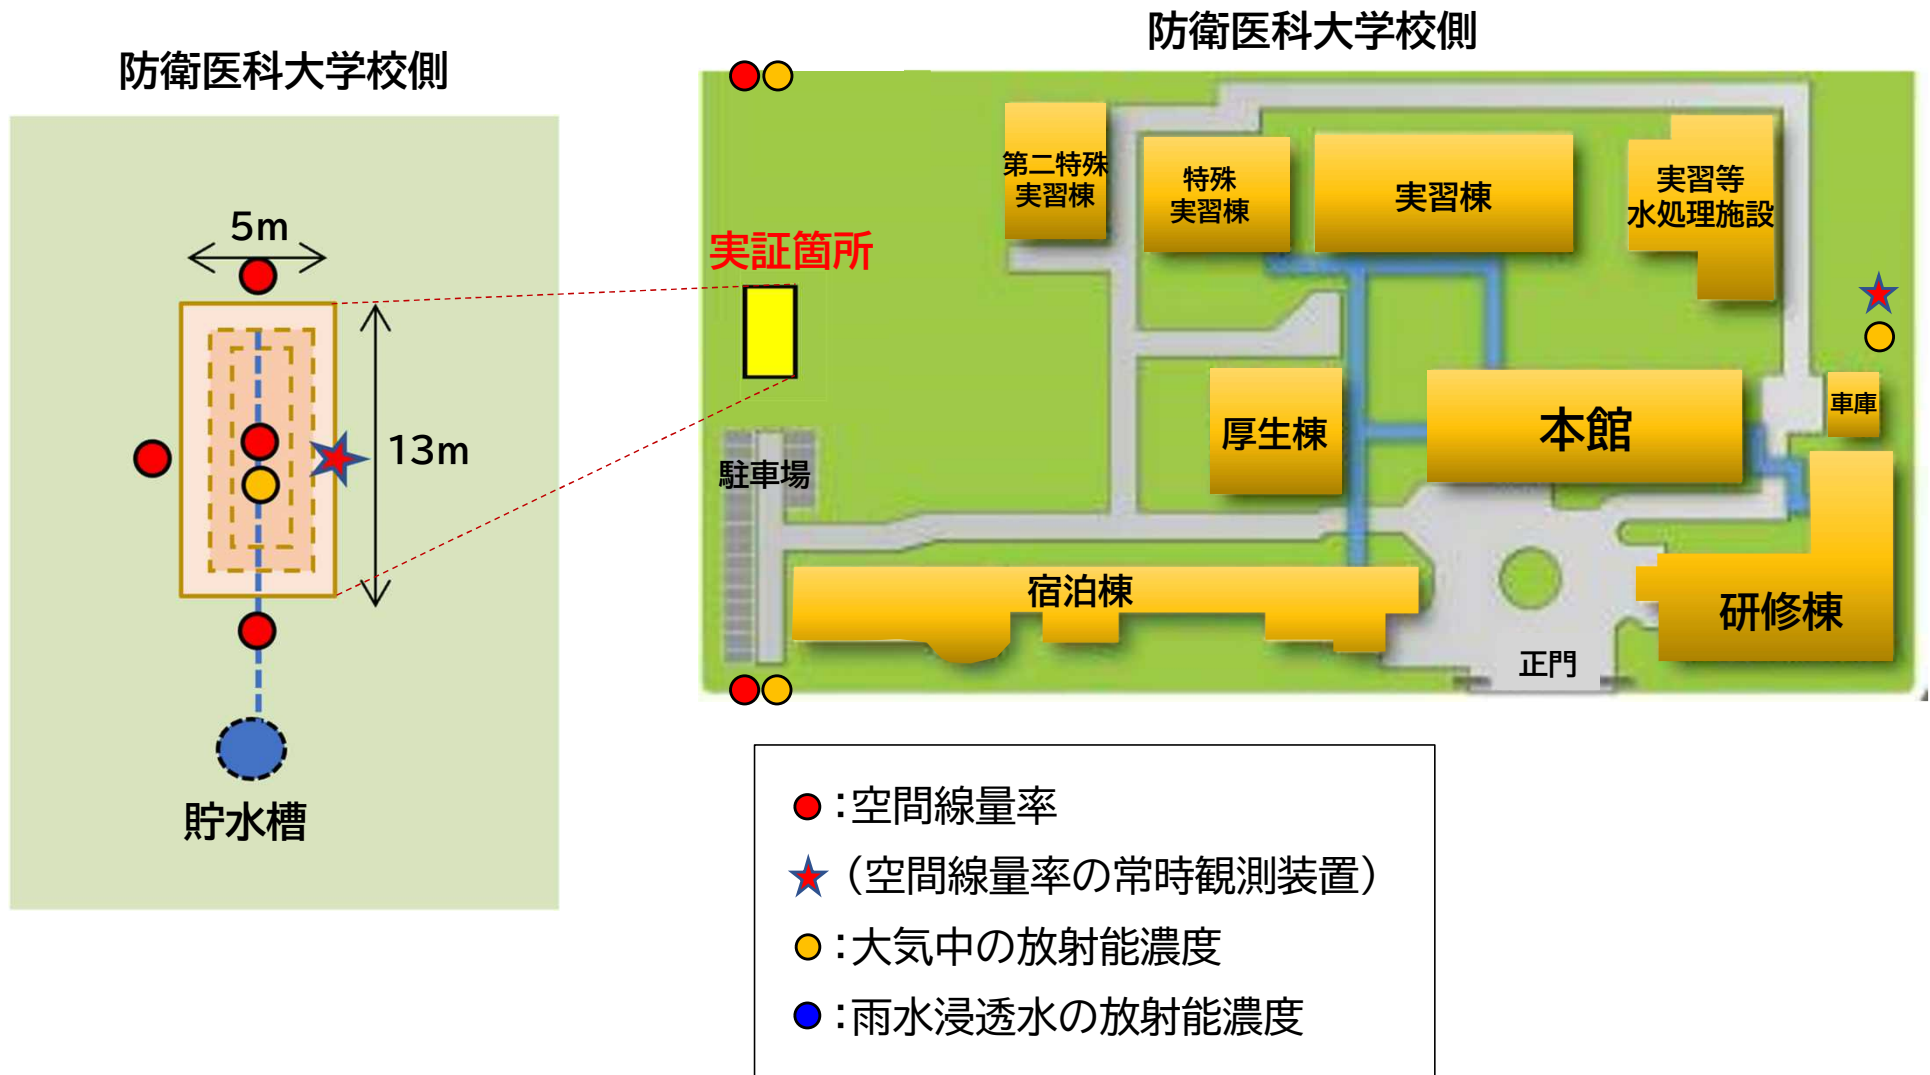 防衛医科大学校側
5m
13m
貯水槽
防衛医科大学校側
実証箇所
第二特殊
実習棟
特殊
実習棟
実習棟
実習等
水処理施設
厚生棟
本館
車庫
駐車場
宿泊棟
研修棟
正門
：空間線量率
（空間線量率の常時観測装置）
：大気中の放射能濃度
：雨水浸透水の放射能濃度